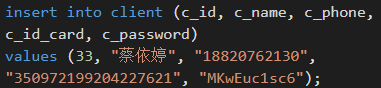 insert into client (c_id, c_name, c_phone,
c_id_card, c_password)
values (33, "蔡依婷", "18820762130",
"350972199204227621", "MKwEuc1sc6");